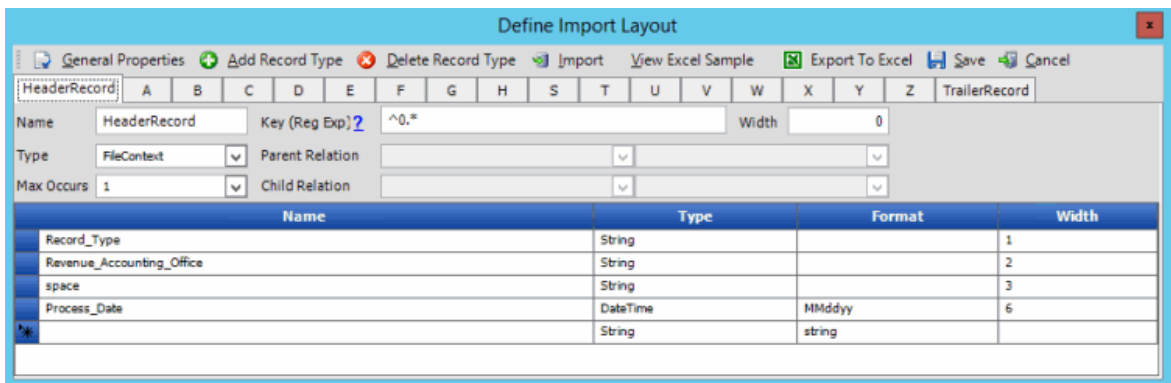 Define Import Layout x
General Properties Add Record Type Delete Record Type Import View Excel Sample Export To Excel Save Cancel
HeaderRecord A B C D E F G H S T U V W X Y Z TrailerRecord
Name HeaderRecord Key (Reg Exp)? ^0.* Width 0
Type FileContext Parent Relation
Max Occurs 1 Child Relation
Name Type Format Width
Record_Type String 1
Revenue_Accounting_Office String 2
space String 3
Process_Date DateTime MMddyy 6
String string